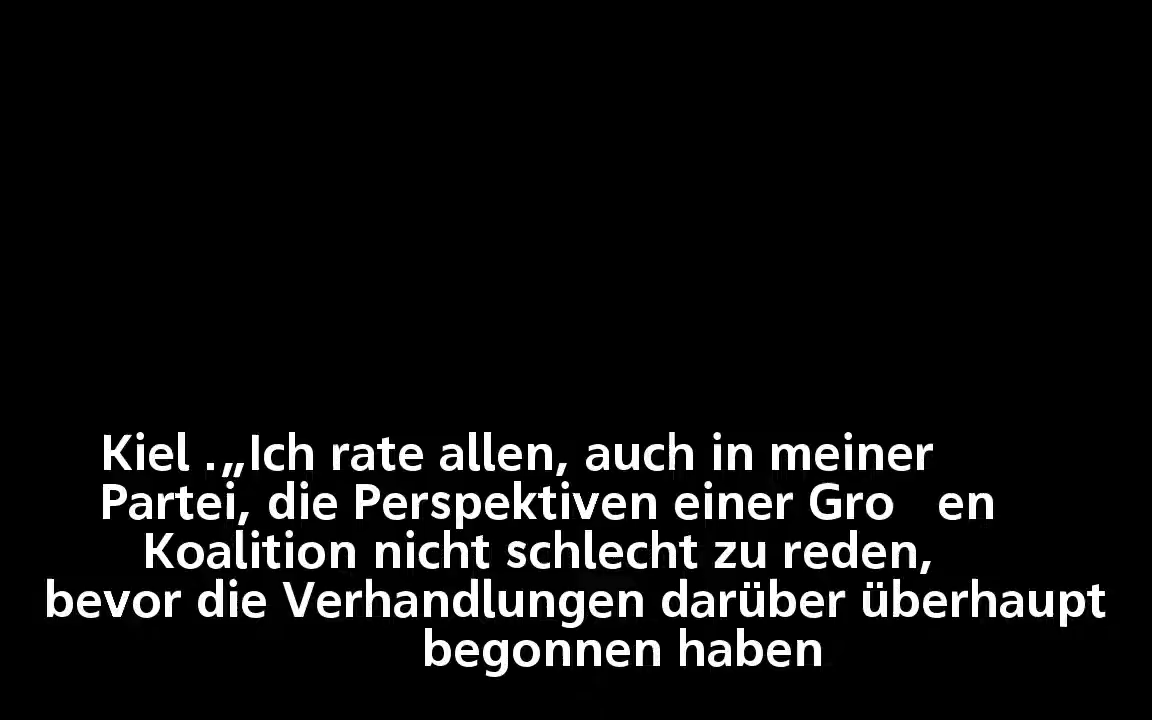 Kiel .„Ich rate allen, auch in meiner
Partei, die Perspektiven einer Gro en
Koalition nicht schlecht zu reden,
bevor die Verhandlungen darüber überhaupt
begonnen haben